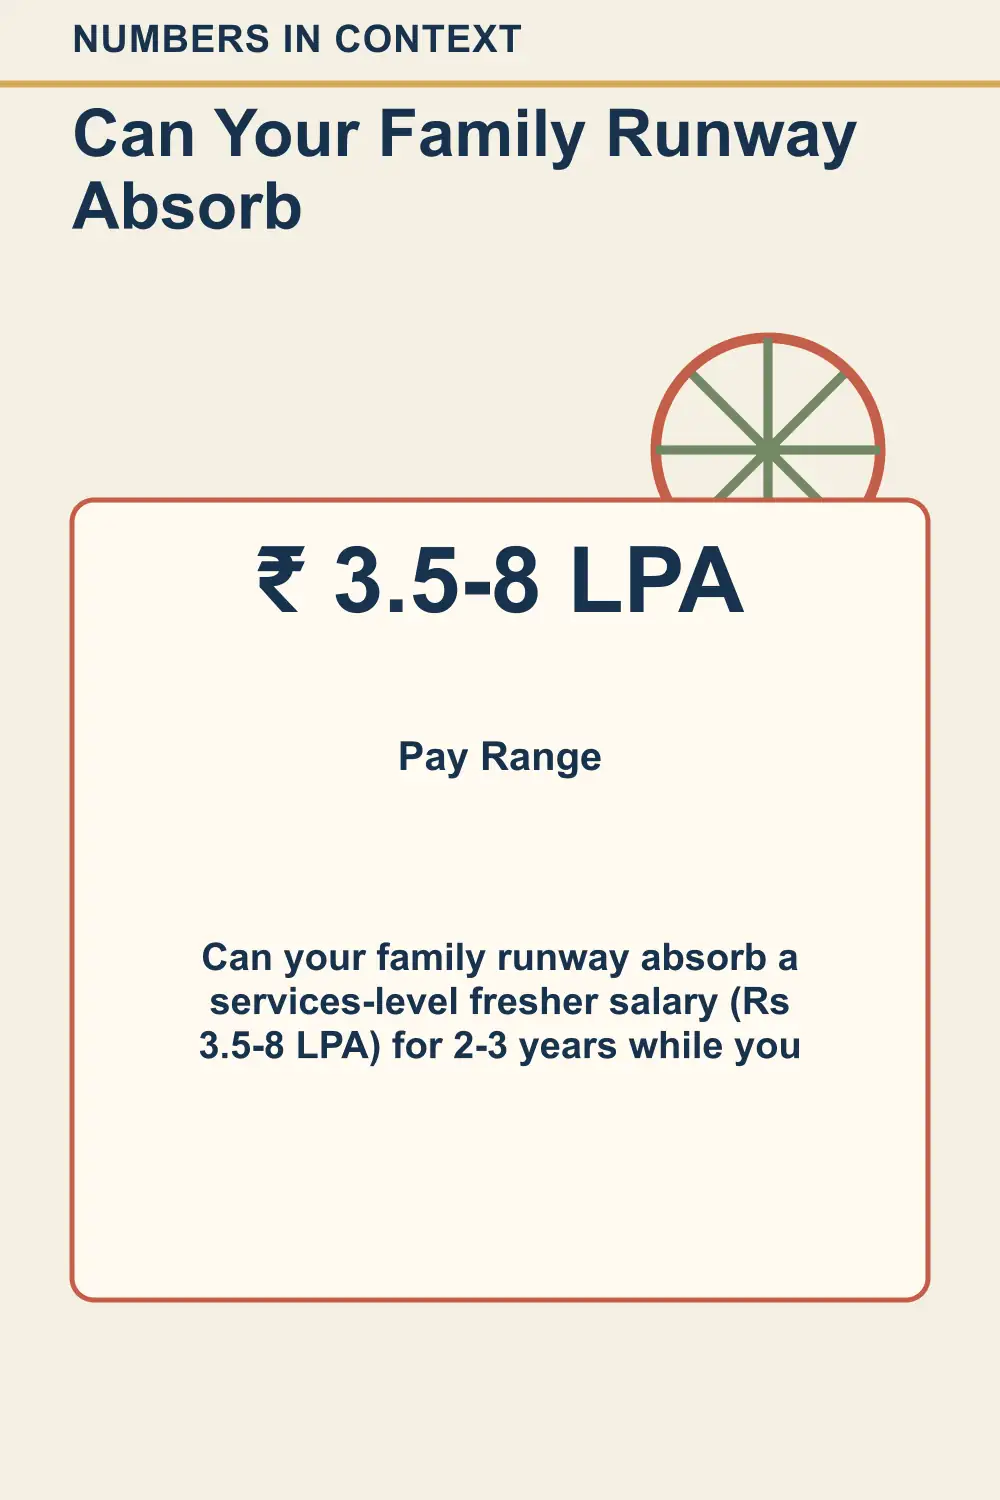 NUMBERS IN CONTEXT
Can Your Family Runway
Absorb
₹ 3.5-8 LPA
Pay Range
Can your family runway absorb a
services-level fresher salary (Rs
3.5-8 LPA) for 2-3 years while you